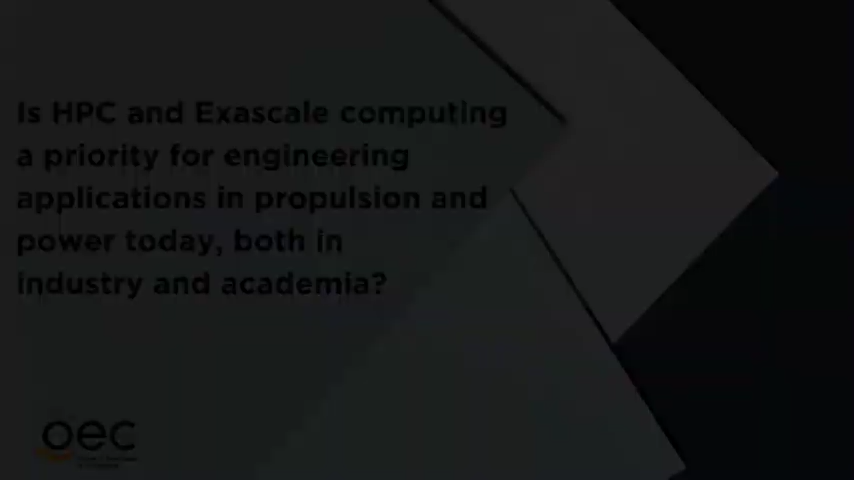 Is HPC and Exascale computing
a priority for engineering
applications in propulsion and
power today, both in
industry and academia?
oec